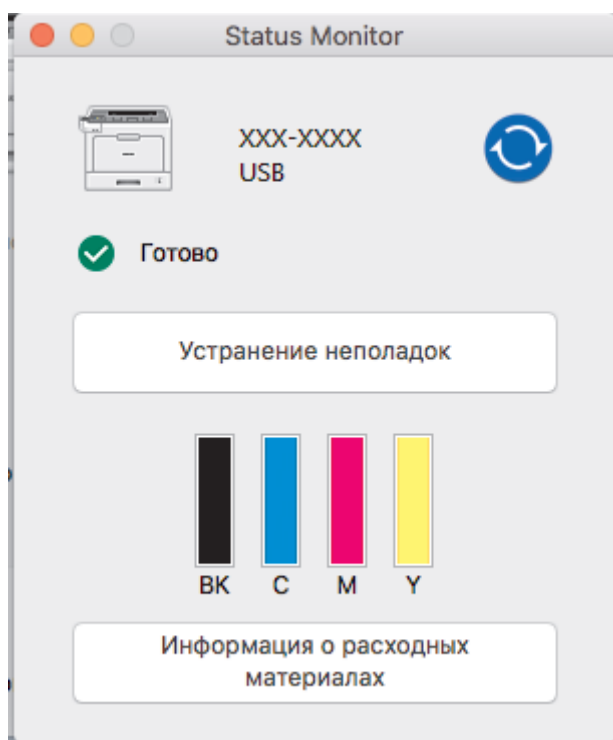 Status Monitor
XXX-XXXX
USB
Готово
Устранение неполадок
BK C M Y
Информация о расходных
материалах